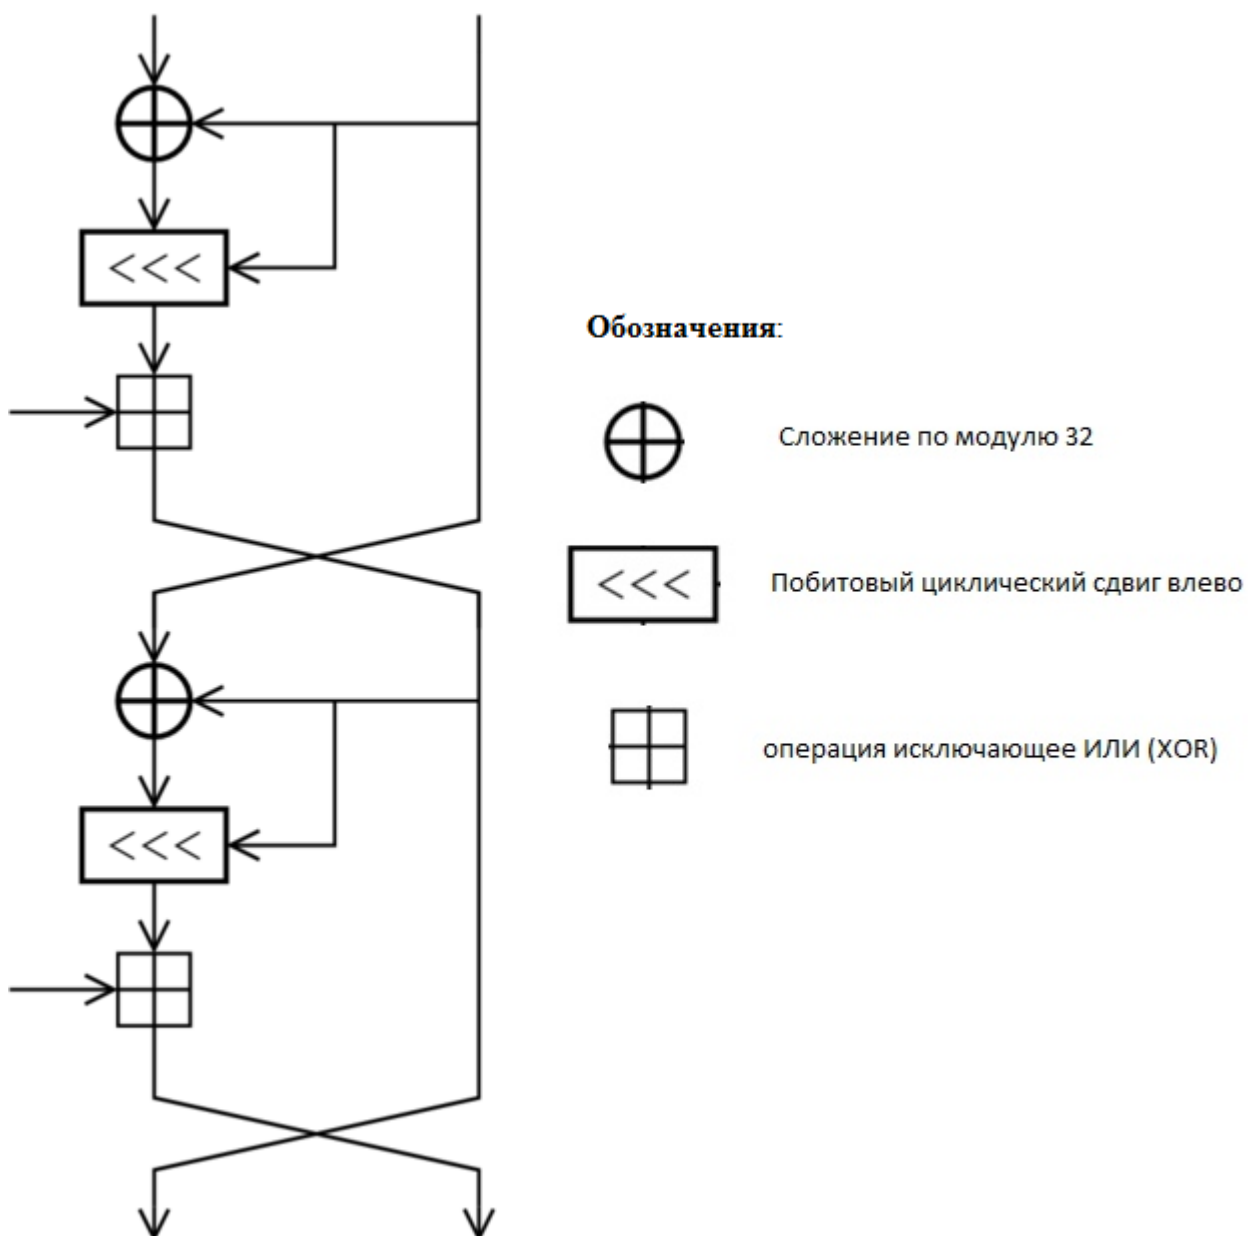 Обозначения:
<<<
Сложение по модулю 32
<<<
Побитовый циклический сдвиг влево
операция исключающее ИЛИ (XOR)
<<<